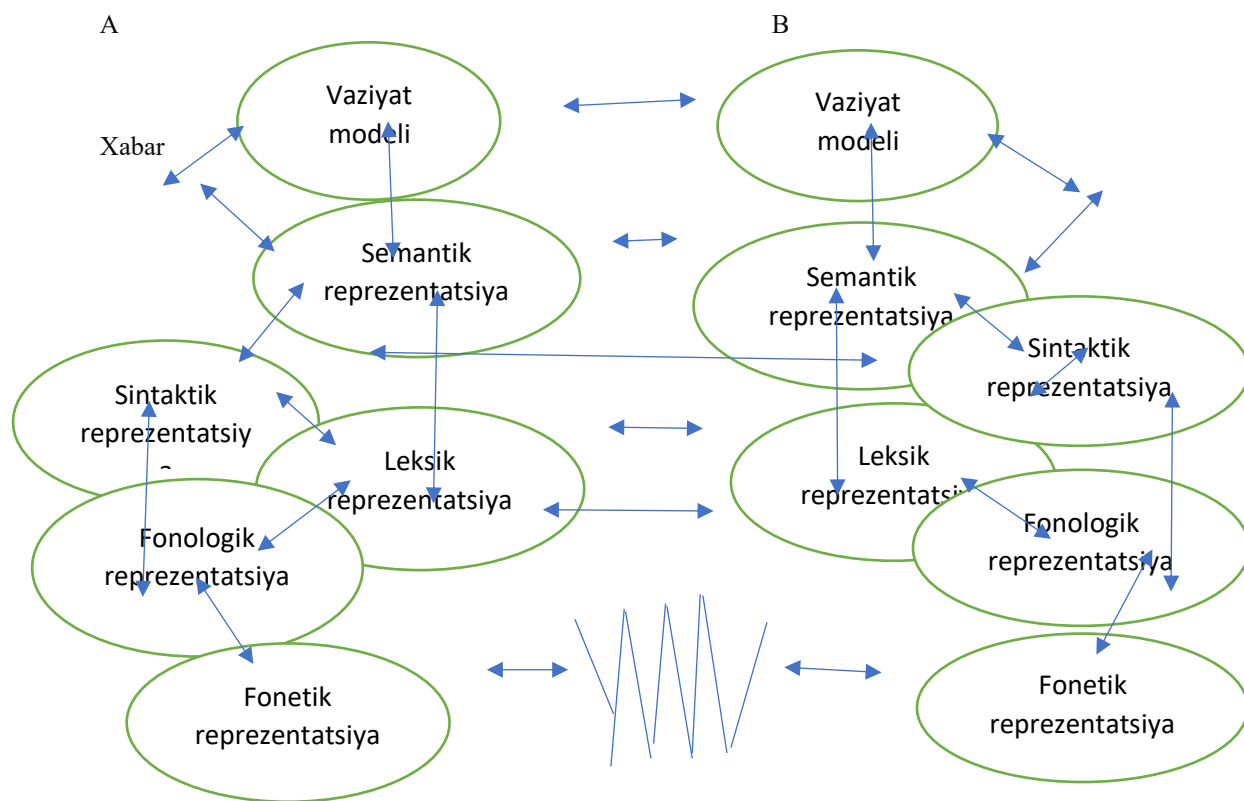 A
B
Vaziyat
modeli
Vaziyat
modeli
Xabar
Semantik
reprezentatsiya
Semantik
reprezentatsiya
Sintaktik
reprezentatsiya
Sintaktik
reprezentatsiy
Leksik
reprezentatsiya
Leksik
reprezentatsiy
Fonologik
reprezentatsiya
Fonologik
reprezentatsiya
Fonetik
reprezentatsiya
Fonetik
reprezentatsiya